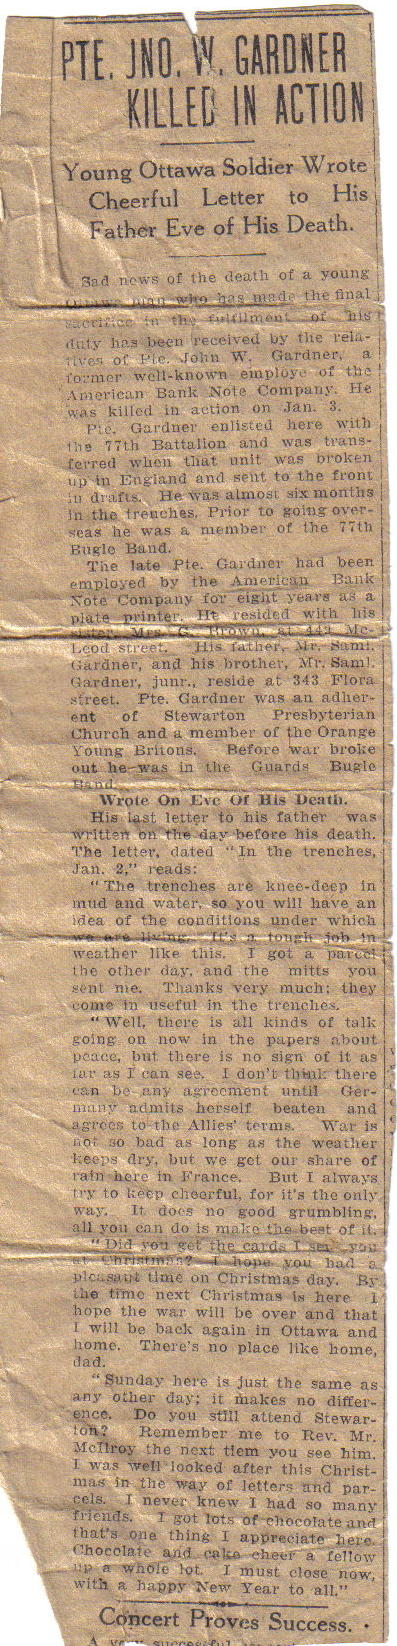 PTE. JNO. W. GARDNER
KILLED IN ACTION
Young Ottawa Soldier Wrote
Cheerful Letter to His
Father Eve of His Death.
Sad news of the death of a young
Ottawa man who has made the final
sacrifice in the fulfilment of his
duty has been received by the rela-
tives of Pte. John W. Gardner, a
former well-known employe of the
American Bank Note Company. He
was killed in action on Jan. 3.
Pte. Gardner enlisted here with
the 77th Battalion and was trans-
ferred when that unit was broken
up in England and sent to the front
in drafts. He was almost six months
in the trenches. Prior to going over-
seas he was a member of the 77th
Bugle Band.
The late Pte. Gardner had been
employed by the American Bank
Note Company for eight years as a
plate printer. He resided with his
sister, Mrs. G. Brown, at 443 Mc-
Leod street. His father, Mr. Saml.
Gardner, and his brother, Mr. Saml.
Gardner, junr., reside at 343 Flora
street. Pte. Gardner was an adher-
ent of Stewarton Presbyterian
Church and a member of the Orange
Young Britons. Before war broke
out he was in the Guards Bugle
Band.
Wrote On Eve Of His Death.
His last letter to his father was
written on the day before his death.
The letter, dated "In the trenches,
Jan. 2," reads:
"The trenches are knee-deep in
mud and water, so you will have an
idea of the conditions under which
we are living. It's a tough job in
weather like this. I got a parcel
the other day, and the mitts you
sent me. Thanks very much; they
come in useful in the trenches.
"Well, there is all kinds of talk
going on now in the papers about
peace, but there is no sign of it as
far as I can see. I don't think there
can be any agreement until Ger-
many admits herself beaten and
agrees to the Allies' terms. War is
not so bad as long as the weather
keeps dry, but we get our share of
rain here in France. But I always
try to keep cheerful, for it's the only
way. It does no good grumbling,
all you can do is make the best of it.
"Did you get the cards I sent you
at Christmas? I hope you had a
pleasant time on Christmas day. By
the time next Christmas is here I
hope the war will be over and that
I will be back again in Ottawa and
home. There's no place like home,
dad.
"Sunday here is just the same as
any other day; it makes no differ-
ence. Do you still attend Stewar-
ton? Remember me to Rev. Mr.
McIlroy the next tiem you see him.
I was well looked after this Christ-
mas in the way of letters and par-
cels. I never knew I had so many
friends. I got lots of chocolate and
that's one thing I appreciate here.
Chocolate and cake cheer a fellow
up a whole lot. I must close now,
with a happy New Year to all."
Concert Proves Success.
A very successful